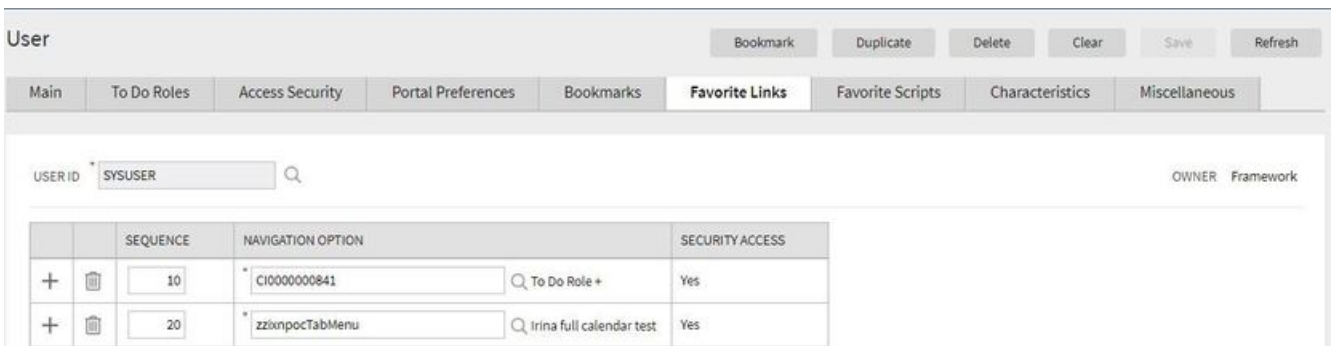 User
Bookmark Duplicate Delete Clear Save Refresh
Main To Do Roles Access Security Portal Preferences Bookmarks Favorite Links Favorite Scripts Characteristics Miscellaneous
USER ID * SYSUSER OWNER Framework
SEQUENCE NAVIGATION OPTION SECURITY ACCESS
10 * CI0000000841 To Do Role + Yes
20 * zzixnpocTabMenu Irina full calendar test Yes